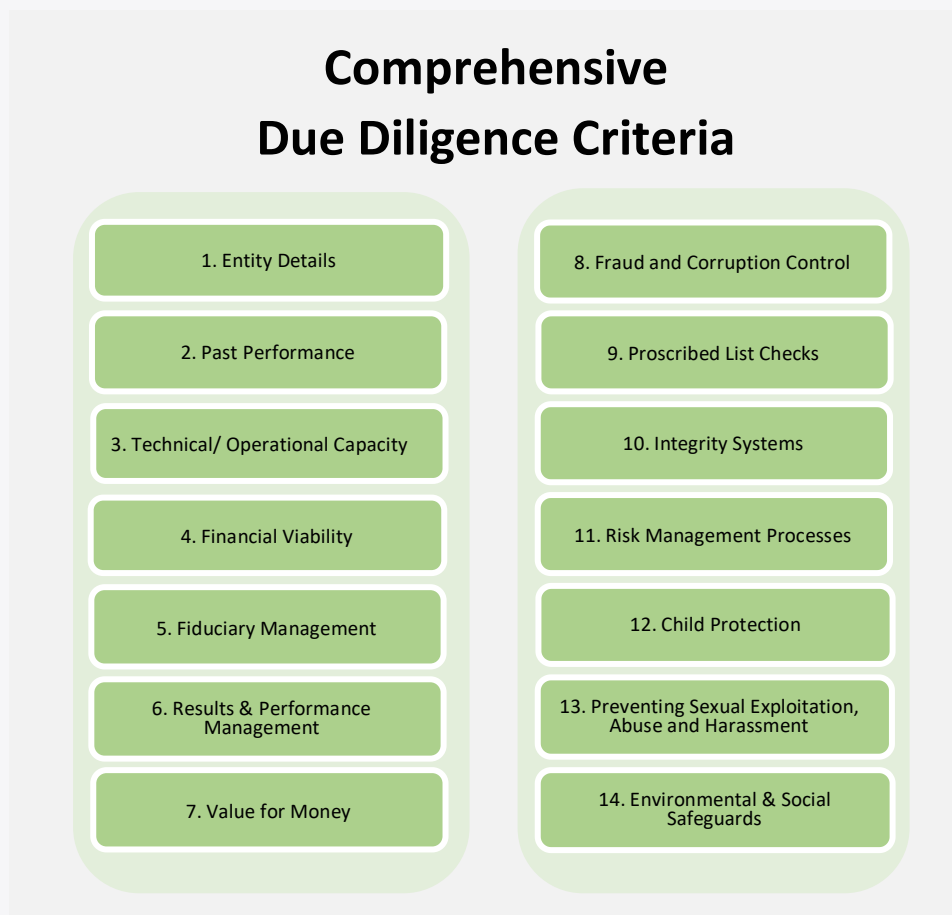 Comprehensive
Due Diligence Criteria
1. Entity Details
2. Past Performance
3. Technical/ Operational Capacity
4. Financial Viability
5. Fiduciary Management
6. Results & Performance
Management
7. Value for Money
8. Fraud and Corruption Control
9. Proscribed List Checks
10. Integrity Systems
11. Risk Management Processes
12. Child Protection
13. Preventing Sexual Exploitation,
Abuse and Harassment
14. Environmental & Social
Safeguards